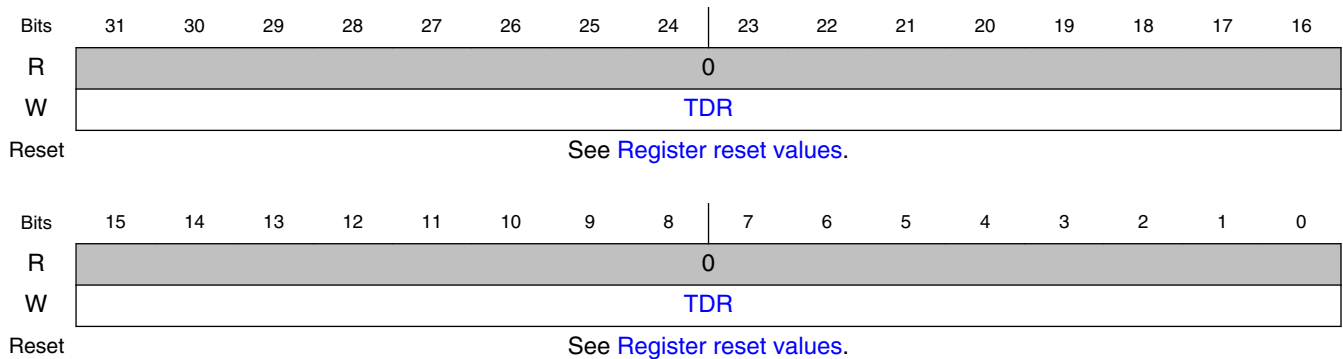 Bits 31 30 29 28 27 26 25 24 23 22 21 20 19 18 17 16
R 0
W TDR
Reset See Register reset values.
Bits 15 14 13 12 11 10 9 8 7 6 5 4 3 2 1 0
R 0
W TDR
Reset See Register reset values.